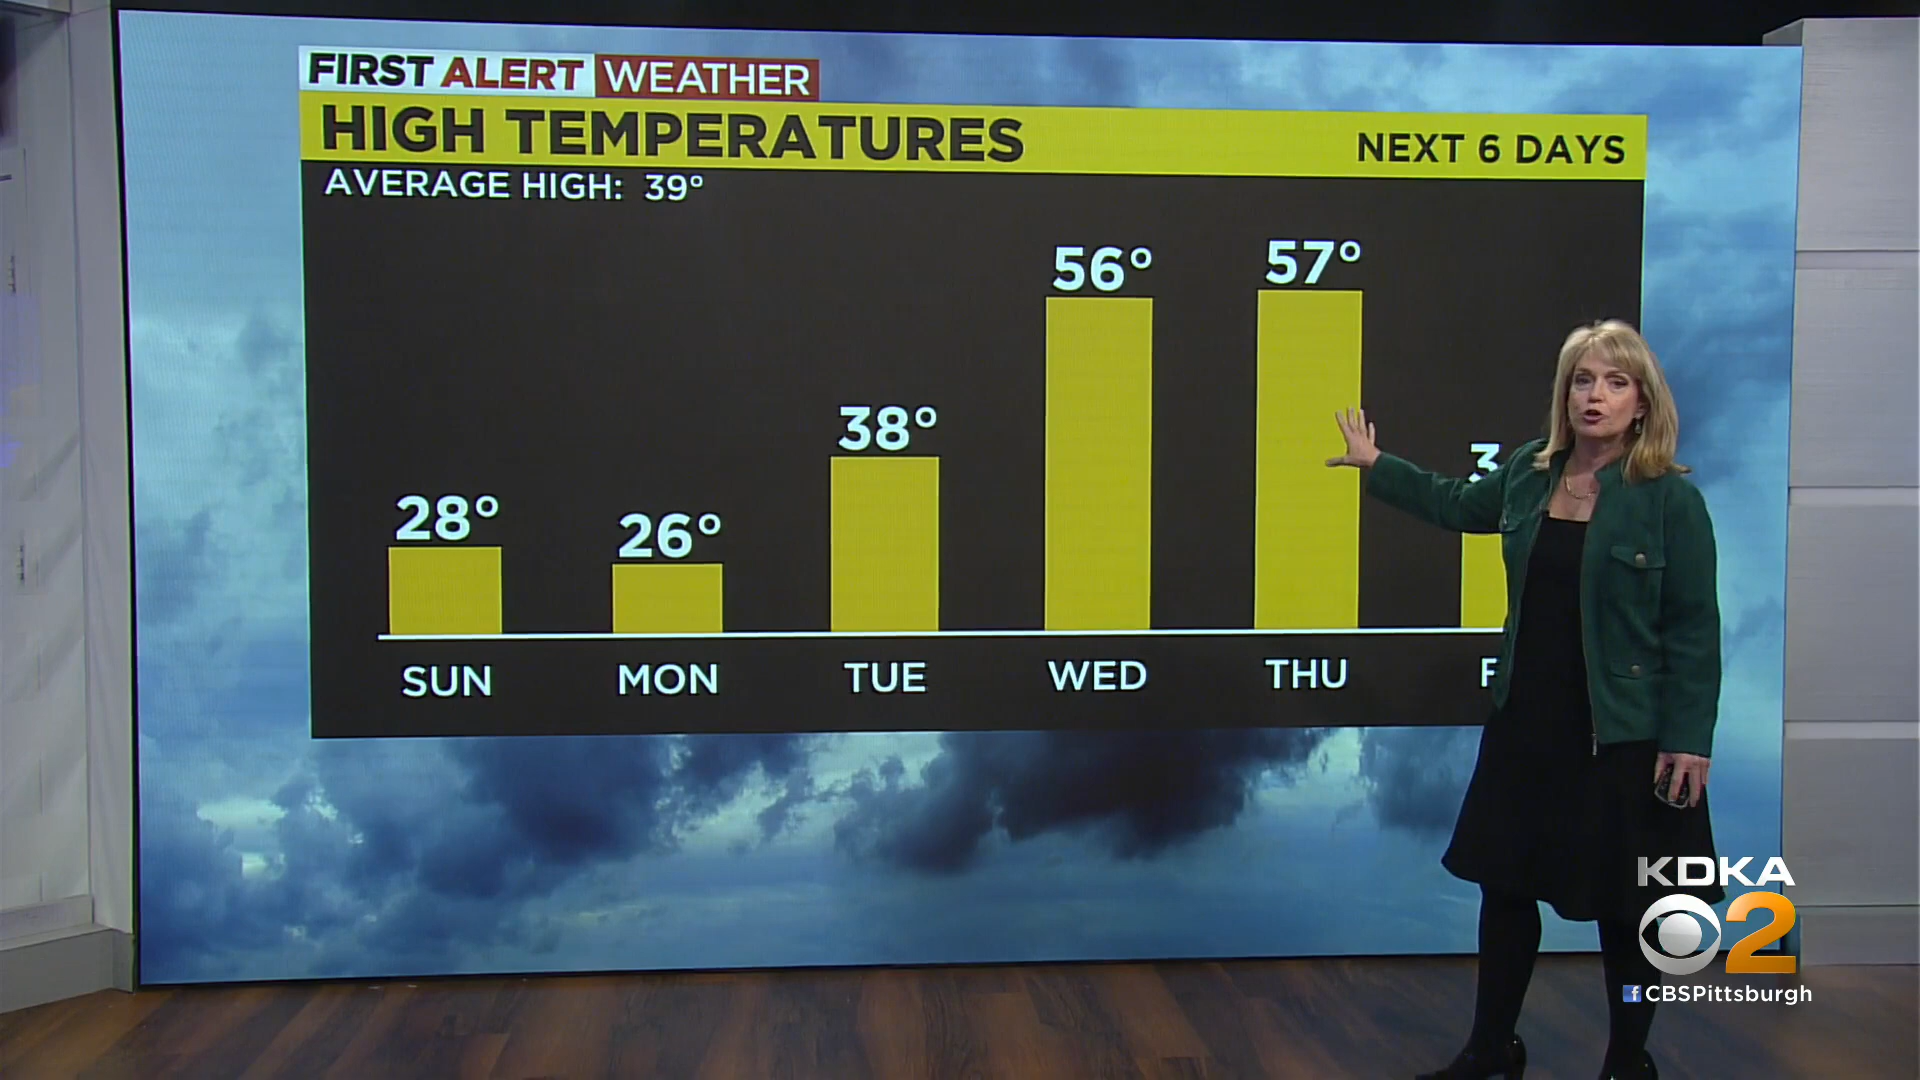 FIRST ALERT WEATHER
HIGH TEMPERATURES
NEXT 6 DAYS
AVERAGE HIGH: 39°
28° 26° 38° 56° 57° 3
SUN MON TUE WED THU F
KDKA
2
f CBSPittsburgh